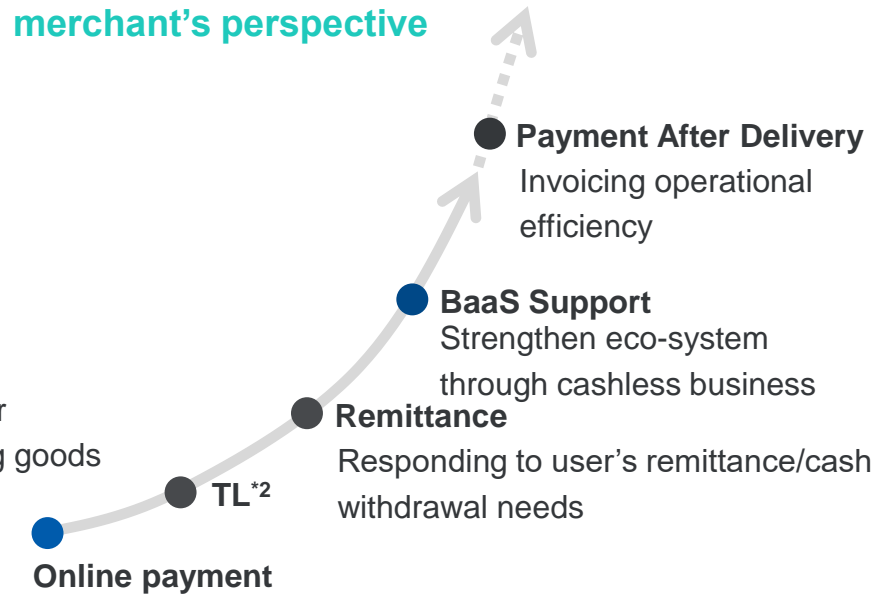 merchant's perspective
Payment After Delivery
Invoicing operational
efficiency
BaaS Support
Strengthen eco-system
through cashless business
r
Remittance
g goods
Responding to user's remittance/cash
TL*2
withdrawal needs
Online payment